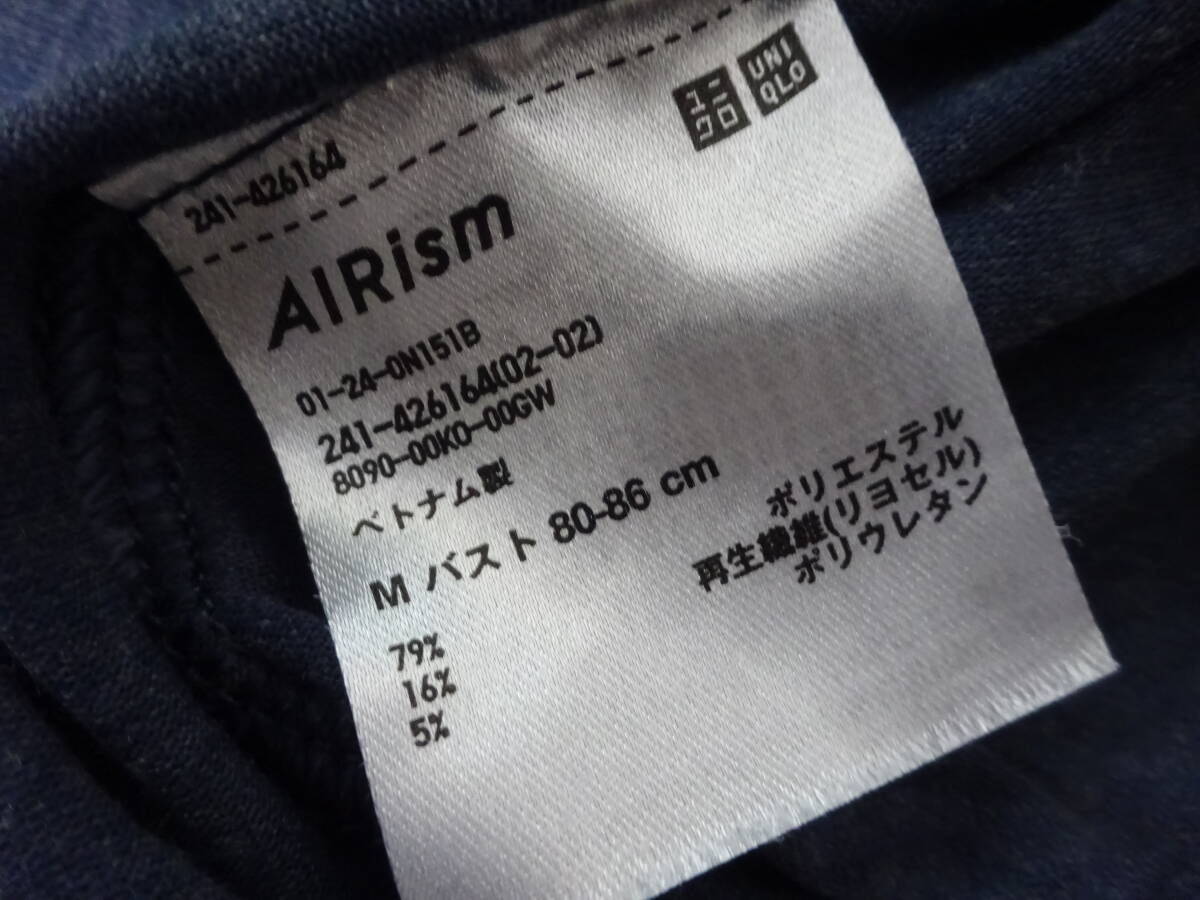 ユニ
クロ
UNI
QLO
241-426164
AIRism
01-24-0N151B
241-426164(02-02)
8090-00K0-00GW
ベトナム製
M バスト 80-86 cm
79%
ポリエステル
16%
再生繊維(リヨセル)
5%
ポリウレタン